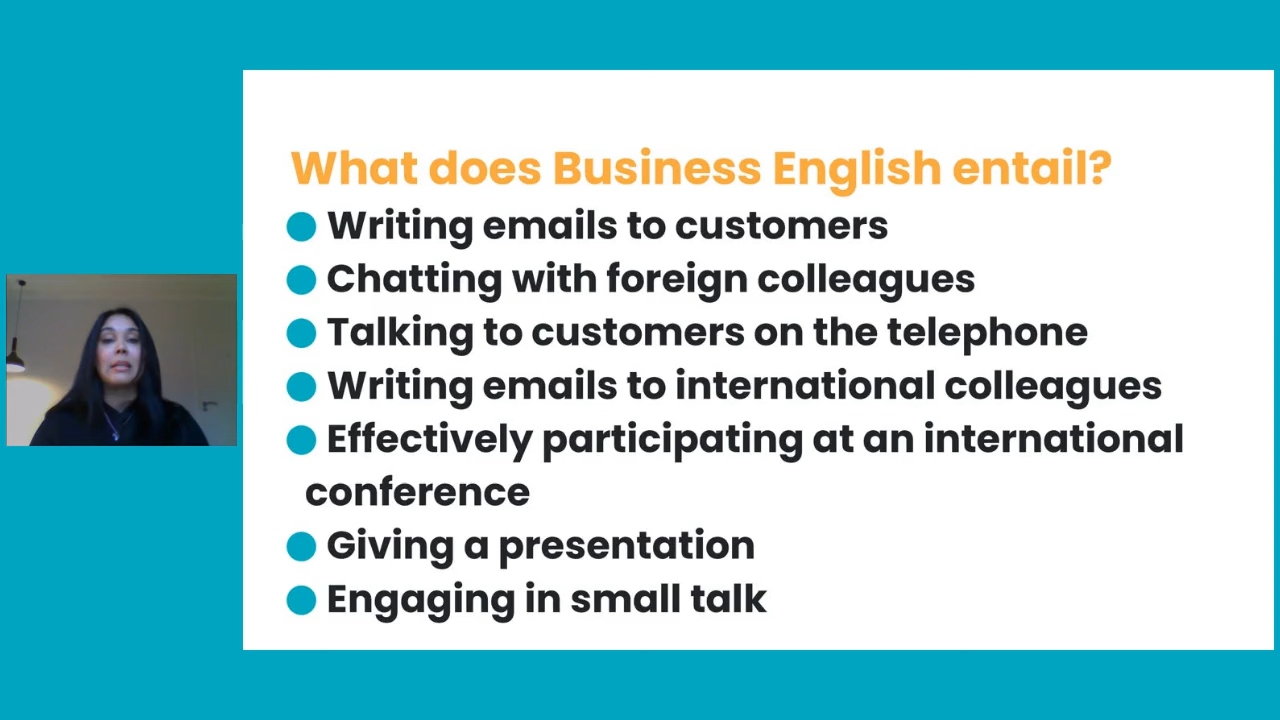 What does Business English entail?
● Writing emails to customers
● Chatting with foreign colleagues
● Talking to customers on the telephone
● Writing emails to international colleagues
● Effectively participating at an international
conference
● Giving a presentation
● Engaging in small talk